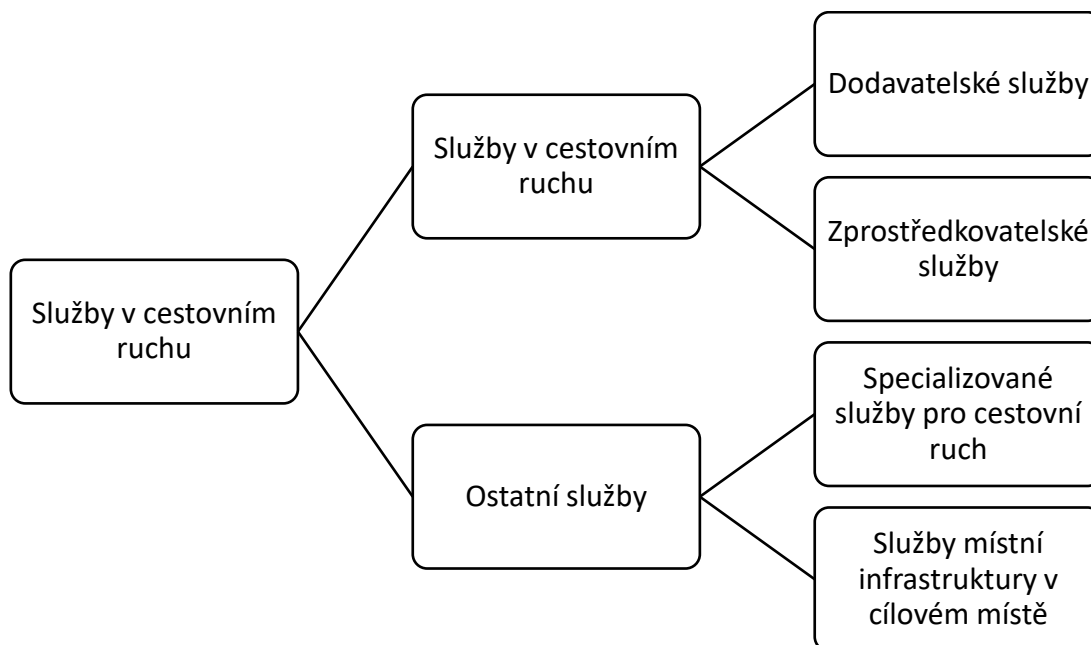 Služby v cestovním
ruchu
Služby v cestovním
ruchu
Dodavatelské služby
Zprostředkovatelské
služby
Ostatní služby
Specializované
služby pro cestovní
ruch
Služby místní
infrastruktury v
cílovém místě